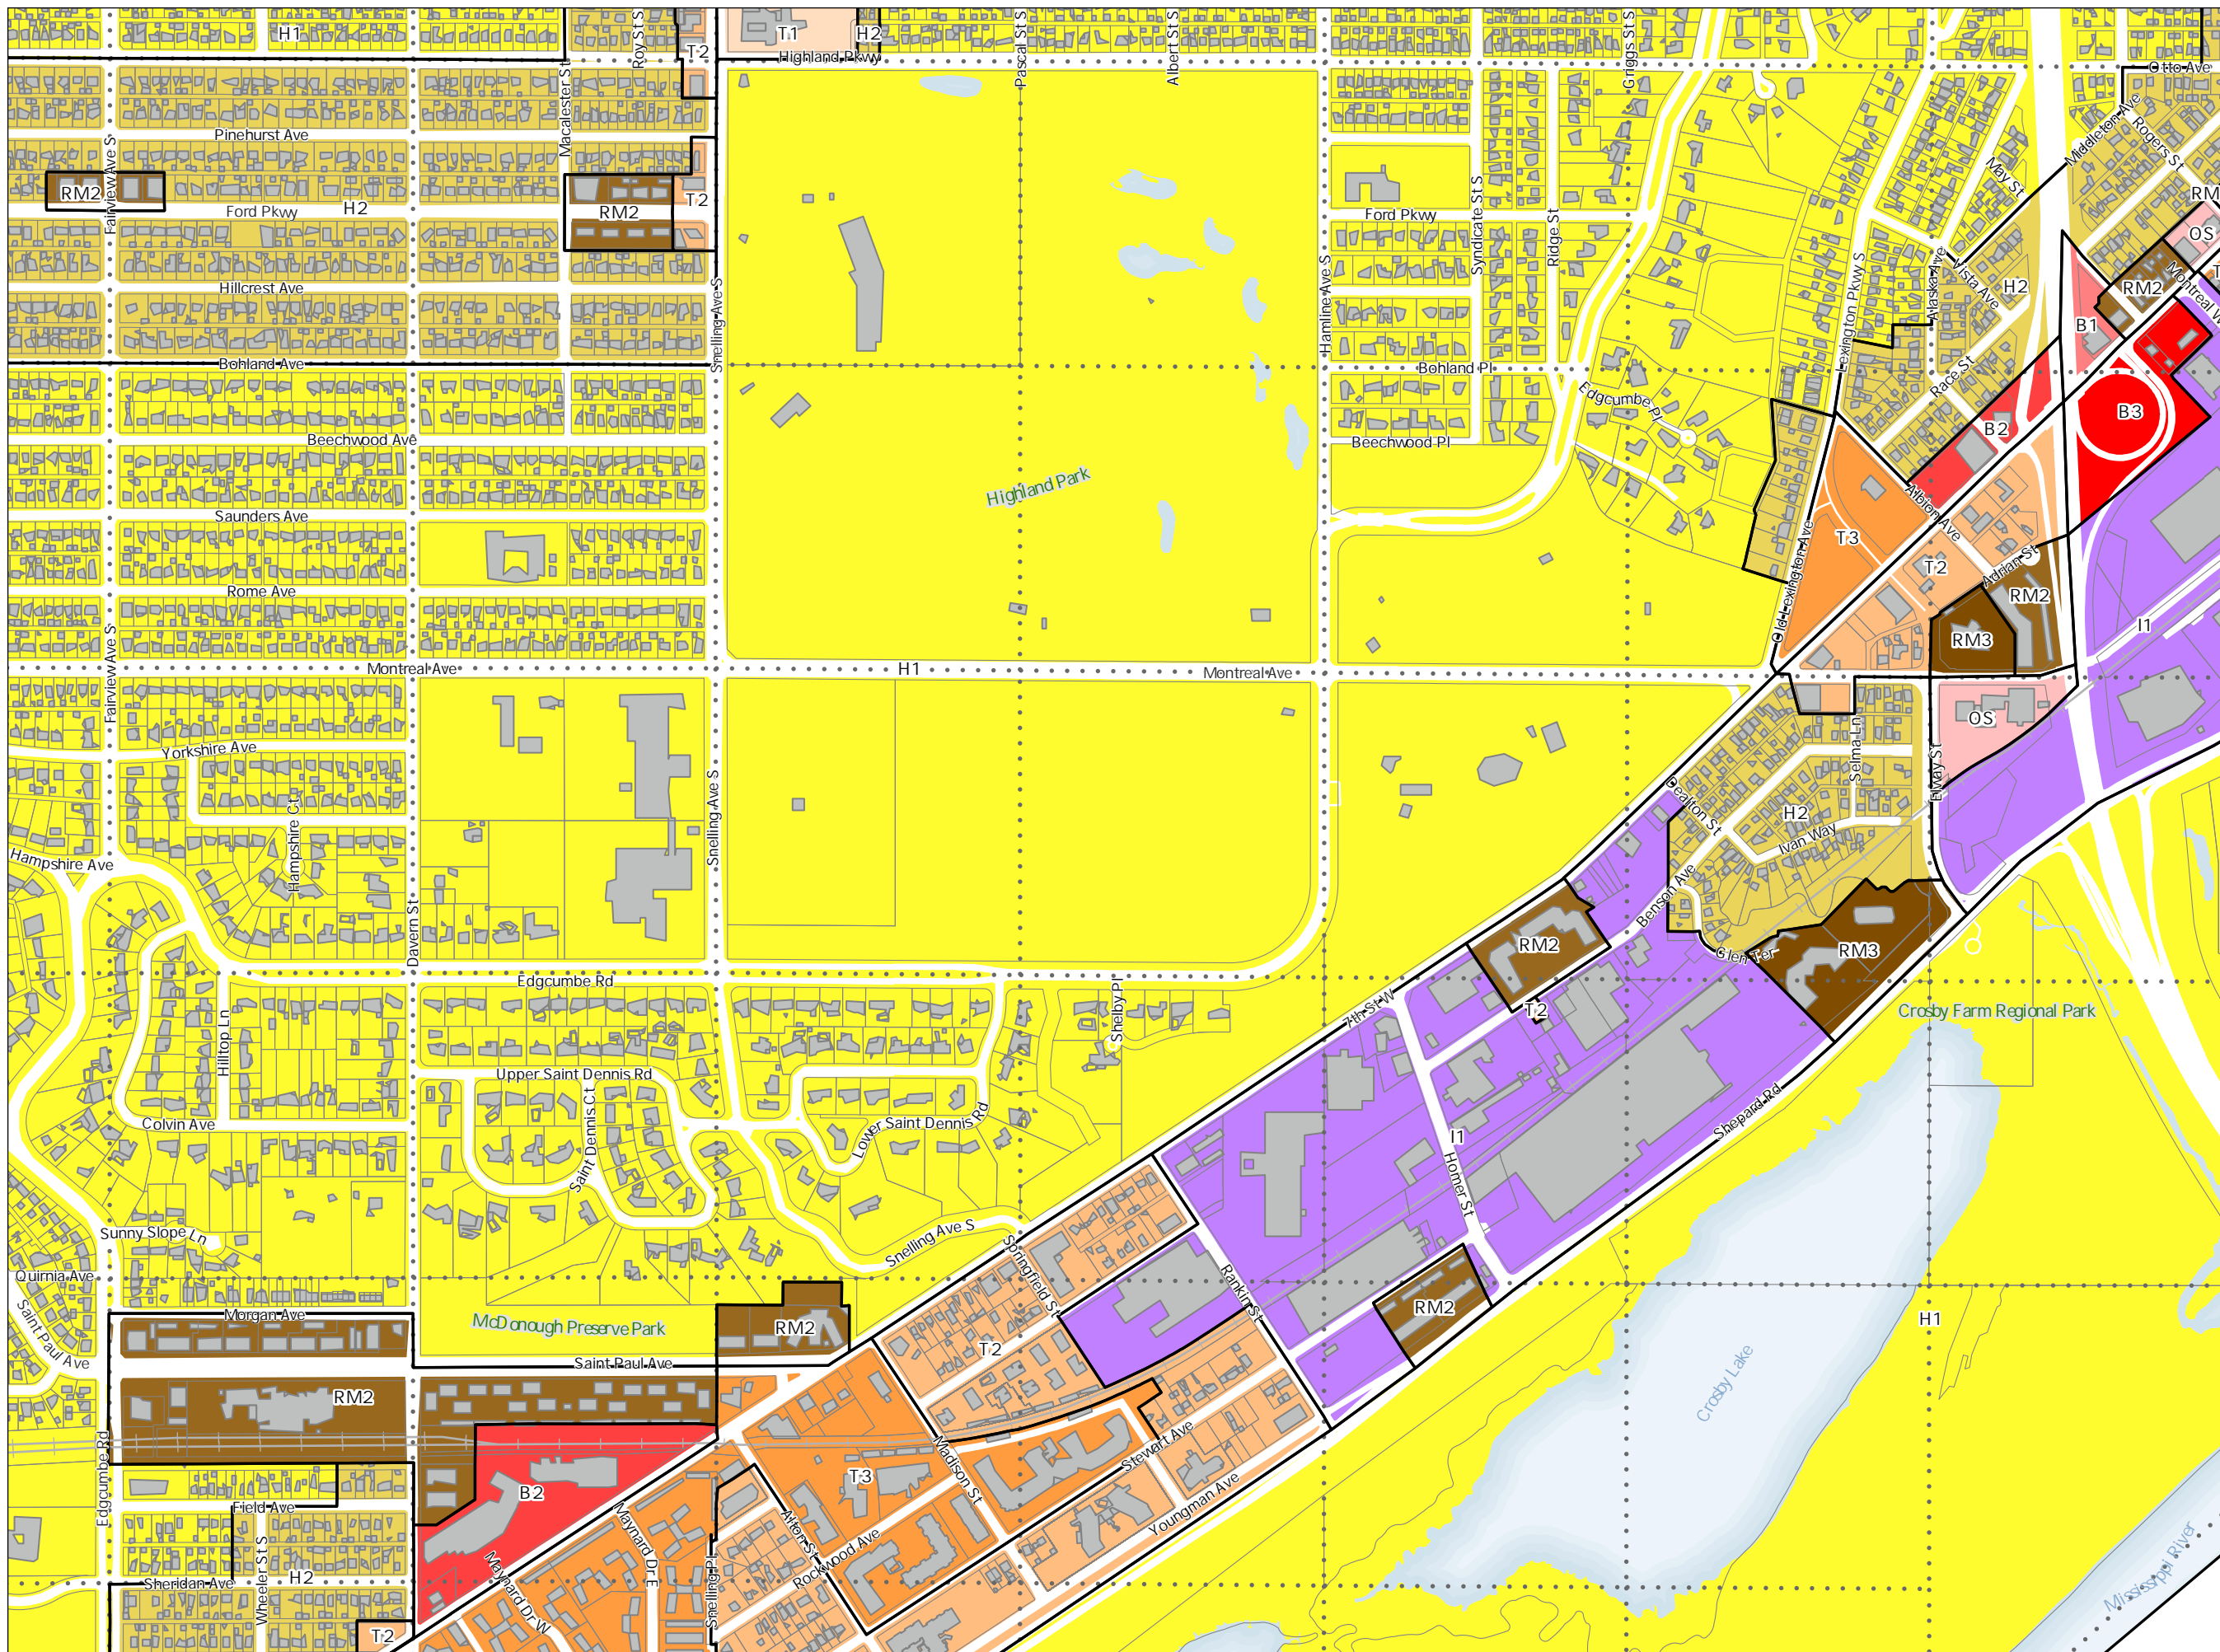 H1
Roy St S
T2
T1
H2
Highland Pkwy
Pascal St S
Albert St S
Griggs St S
Otto Ave
Macalester St
Pinehurst Ave
Middleton Ave
Rogers St
May St
Fairview Ave S
RM2
Ford Pkwy
H2
RM2
T2
Ford Pkwy
Syndicate St S
Ridge St
RM
OS
Hillcrest Ave
Snelling Ave S
Hamline Ave S
Lexington Pkwy S
Alaska Ave
Vista Ave
H2
RM2
Montreal W
T
B1
Bohland Ave
Bohland Pl
Edgcumbe Pl
Race St
B3
Beechwood Ave
Beechwood Pl
B2
Highland Park
Saunders Ave
Albion Ave
T3
Rome Ave
Old Lexington Ave
T2
Adrian St
RM2
RM3
I1
Fairview Ave S
Montreal Ave
H1
Montreal Ave
OS
Yorkshire Ave
Selma Ln
Elway St
Hampshire Ct
Snelling Ave S
Dealton St
H2
Ivan Way
Hampshire Ave
Benson Ave
Davern St
RM2
Glen Ter
RM3
Edgcumbe Rd
Shelby Pl
7th St W
T2
Crosby Farm Regional Park
Hilltop Ln
Upper Saint Dennis Rd
Saint Dennis Ct
Lower Saint Dennis Rd
Colvin Ave
Shepard Rd
I1
Homer St
Sunny Slope Ln
Snelling Ave S
Springfield St
Quirnia Ave
Rankin St
Saint Paul Ave
Morgan Ave
McDonough Preserve Park
RM2
RM2
H1
T2
Saint Paul Ave
Crosby Lake
RM2
Edgcumbe Rd
Madison St
Stewart Ave
T3
B2
Field Ave
Youngman Ave
Maynard Dr E
Alton St
Rockwood Ave
Wheeler St S
Sheridan Ave
H2
Maynard Dr W
Snelling Pl
Mississippi River
T2